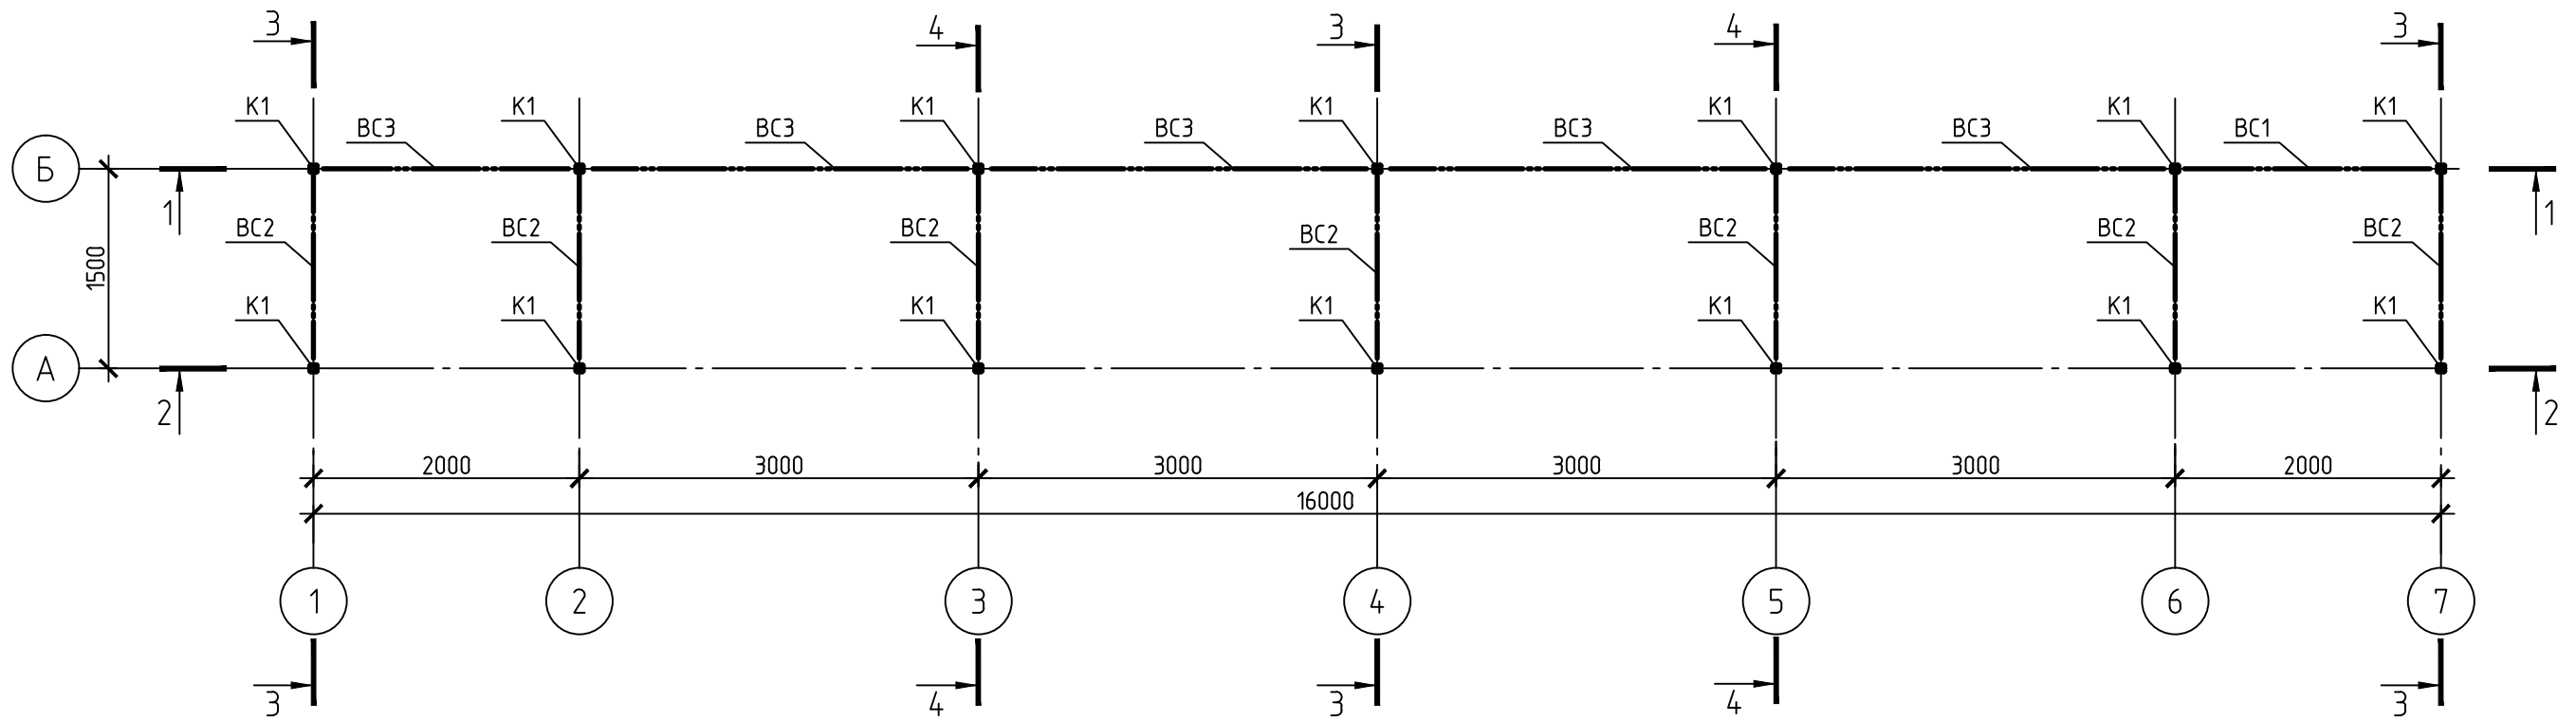 3 4 3 4 3
К1 К1 К1 К1 К1 К1 К1
ВС3 ВС3 ВС3 ВС3 ВС3 ВС1
Б
1 1
ВС2 ВС2 ВС2 ВС2 ВС2 ВС2 ВС2
1500
К1 К1 К1 К1 К1 К1 К1
А
2 2
2000 3000 3000 3000 3000 2000
16000
1 2 3 4 5 6 7
3 4 3 4 3